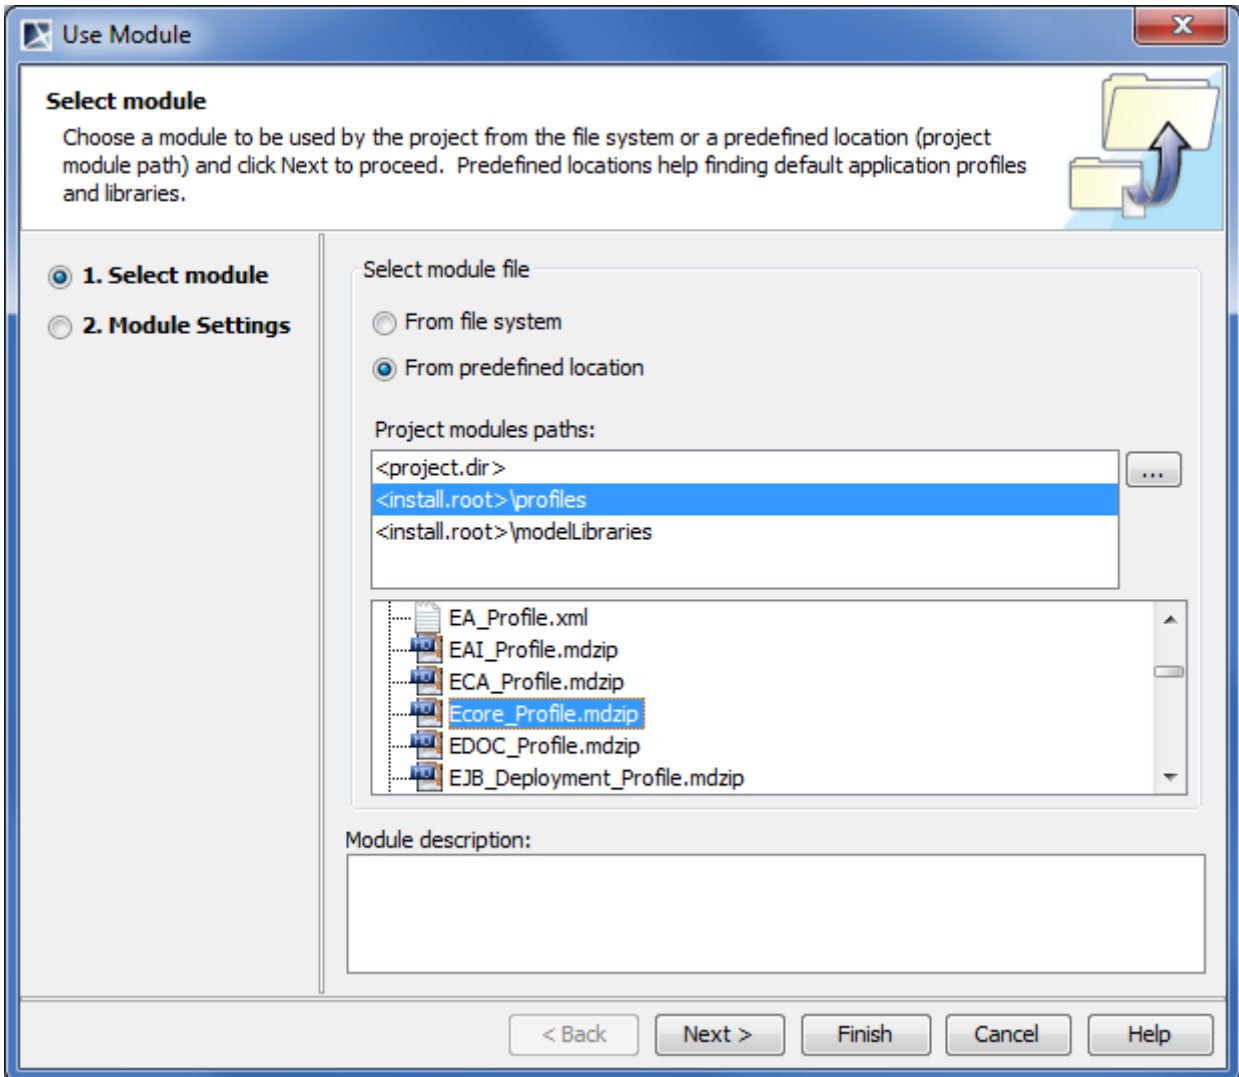 Use Module
Select module
Choose a module to be used by the project from the file system or a predefined location (project
module path) and click Next to proceed.  Predefined locations help finding default application profiles
and libraries.
1. Select module
2. Module Settings
Select module file
From file system
From predefined location
Project modules paths:
<project.dir>
...
<install.root>\profiles
<install.root>\modelLibraries
EA_Profile.xml
EAI_Profile.mdzip
ECA_Profile.mdzip
Ecore_Profile.mdzip
EDOC_Profile.mdzip
EJB_Deployment_Profile.mdzip
Module description:
< Back
Next >
Finish
Cancel
Help